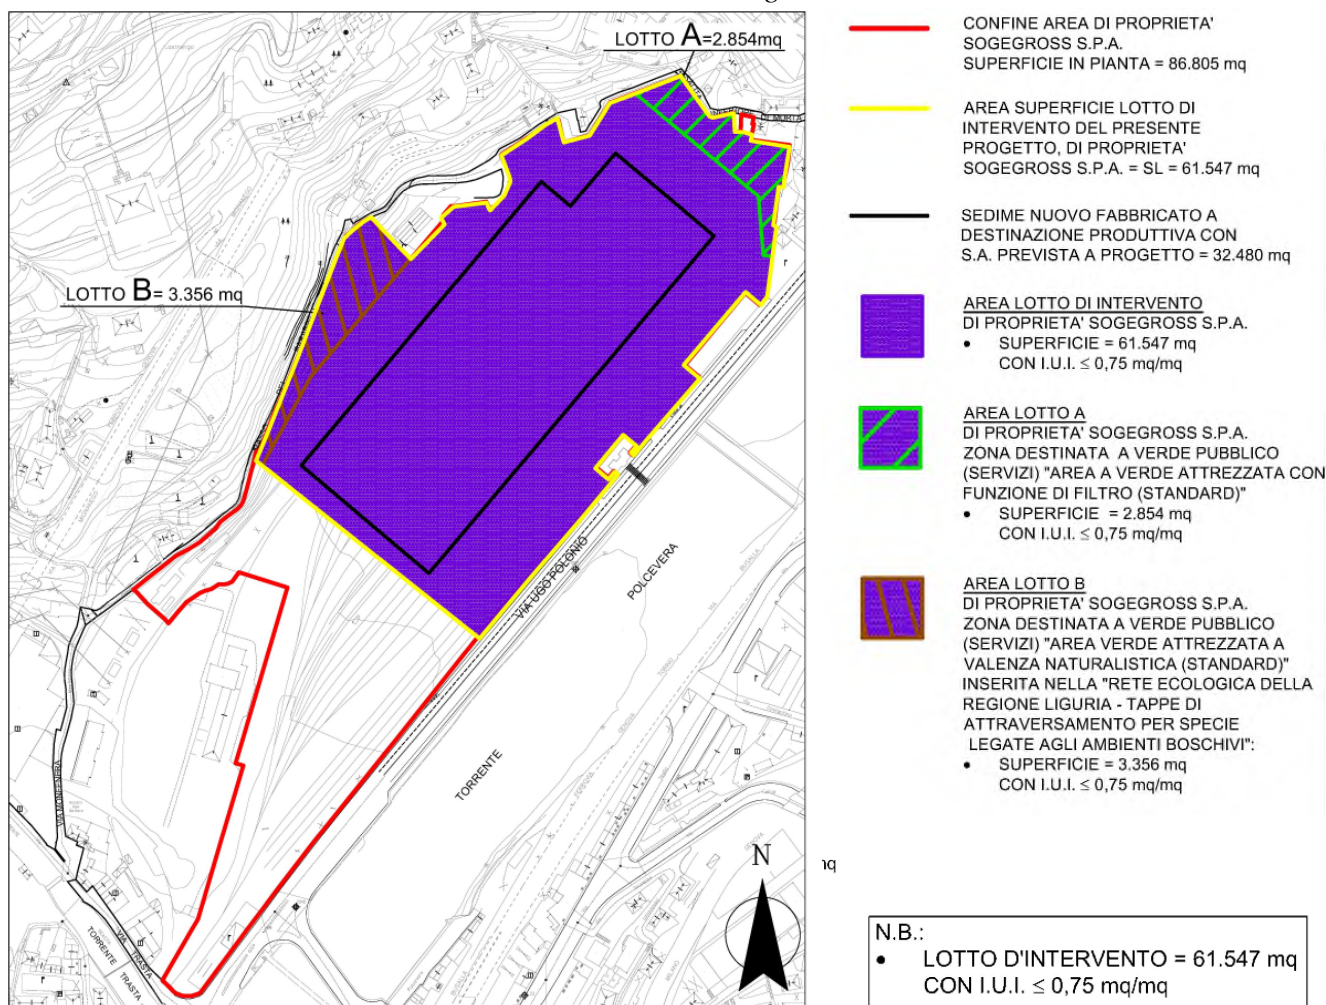 LOTTO A=2.854mq
LOTTO B= 3.356 mq
VIA UGO POLONIO
POLCEVERA
TORRENTE
VIA MONFENERA
TORRENTE
TRASTA
VIA
TRASTA
N
CONFINE AREA DI PROPRIETA'
SOGEGROSS S.P.A.
SUPERFICIE IN PIANTA = 86.805 mq
AREA SUPERFICIE LOTTO DI
INTERVENTO DEL PRESENTE
PROGETTO, DI PROPRIETA'
SOGEGROSS S.P.A. = SL = 61.547 mq
SEDIME NUOVO FABBRICATO A
DESTINAZIONE PRODUTTIVA CON
S.A. PREVISTA A PROGETTO = 32.480 mq
AREA LOTTO DI INTERVENTO
DI PROPRIETA' SOGEGROSS S.P.A.
• SUPERFICIE = 61.547 mq
CON I.U.I. ≤ 0,75 mq/mq
AREA LOTTO A
DI PROPRIETA' SOGEGROSS S.P.A.
ZONA DESTINATA A VERDE PUBBLICO
(SERVIZI) "AREA A VERDE ATTREZZATA CON
FUNZIONE DI FILTRO (STANDARD)"
• SUPERFICIE = 2.854 mq
CON I.U.I. ≤ 0,75 mq/mq
AREA LOTTO B
DI PROPRIETA' SOGEGROSS S.P.A.
ZONA DESTINATA A VERDE PUBBLICO
(SERVIZI) "AREA VERDE ATTREZZATA A
VALENZA NATURALISTICA (STANDARD)"
INSERITA NELLA "RETE ECOLOGICA DELLA
REGIONE LIGURIA - TAPPE DI
ATTRAVERSAMENTO PER SPECIE
LEGATE AGLI AMBIENTI BOSCHIVI":
• SUPERFICIE = 3.356 mq
CON I.U.I. ≤ 0,75 mq/mq
N.B.:
• LOTTO D'INTERVENTO = 61.547 mq
CON I.U.I. ≤ 0,75 mq/mq